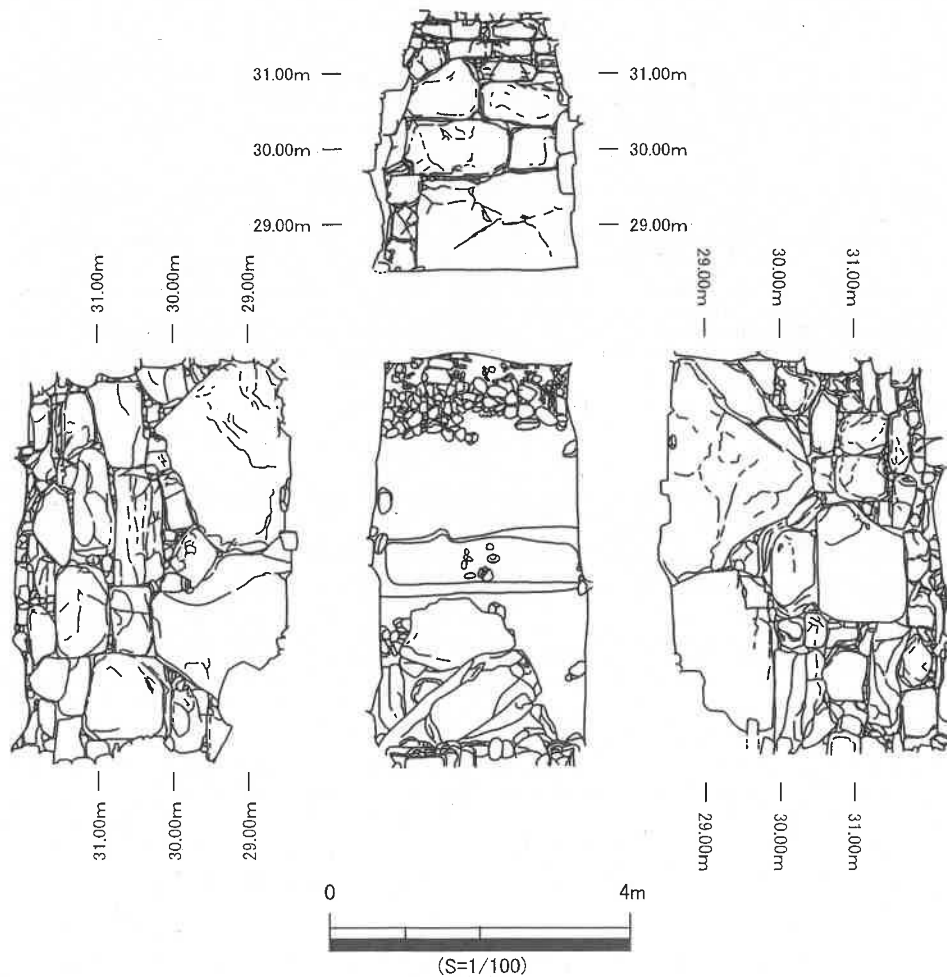 31.00m — — 31.00m
30.00m — — 30.00m
29.00m — — 29.00m
31.00m — 30.00m — 29.00m —
29.00m — 30.00m — 31.00m —
31.00m — 30.00m — 29.00m —
29.00m — 30.00m — 31.00m —
0 4m
(S=1/100)